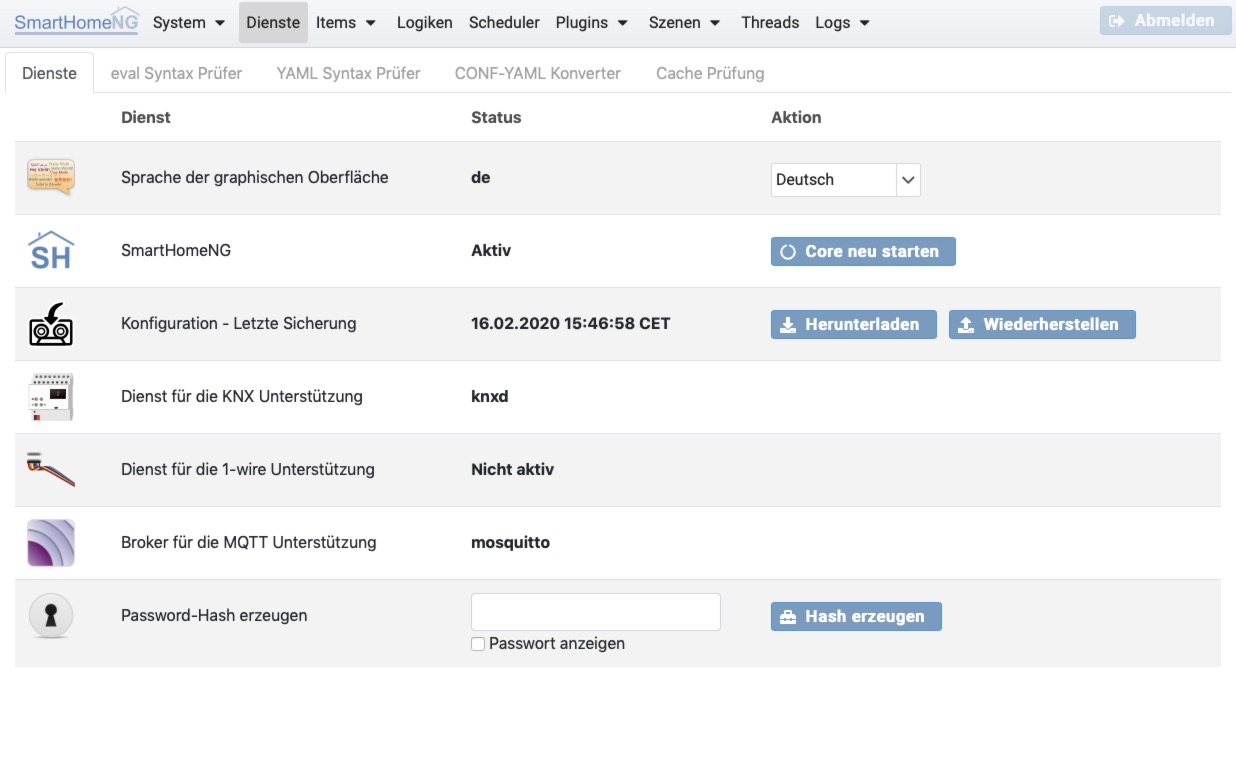 SmartHomeNG System Dienste Items Logiken Scheduler Plugins Szenen Threads Logs Abmelden
Dienste eval Syntax Prüfer YAML Syntax Prüfer CONF-YAML Konverter Cache Prüfung
Dienst Status Aktion
Sprache der graphischen Oberfläche de Deutsch
SH SmartHomeNG Aktiv Core neu starten
Konfiguration - Letzte Sicherung 16.02.2020 15:46:58 CET Herunterladen Wiederherstellen
Dienst für die KNX Unterstützung knxd
Dienst für die 1-wire Unterstützung Nicht aktiv
Broker für die MQTT Unterstützung mosquitto
Password-Hash erzeugen Hash erzeugen
Passwort anzeigen